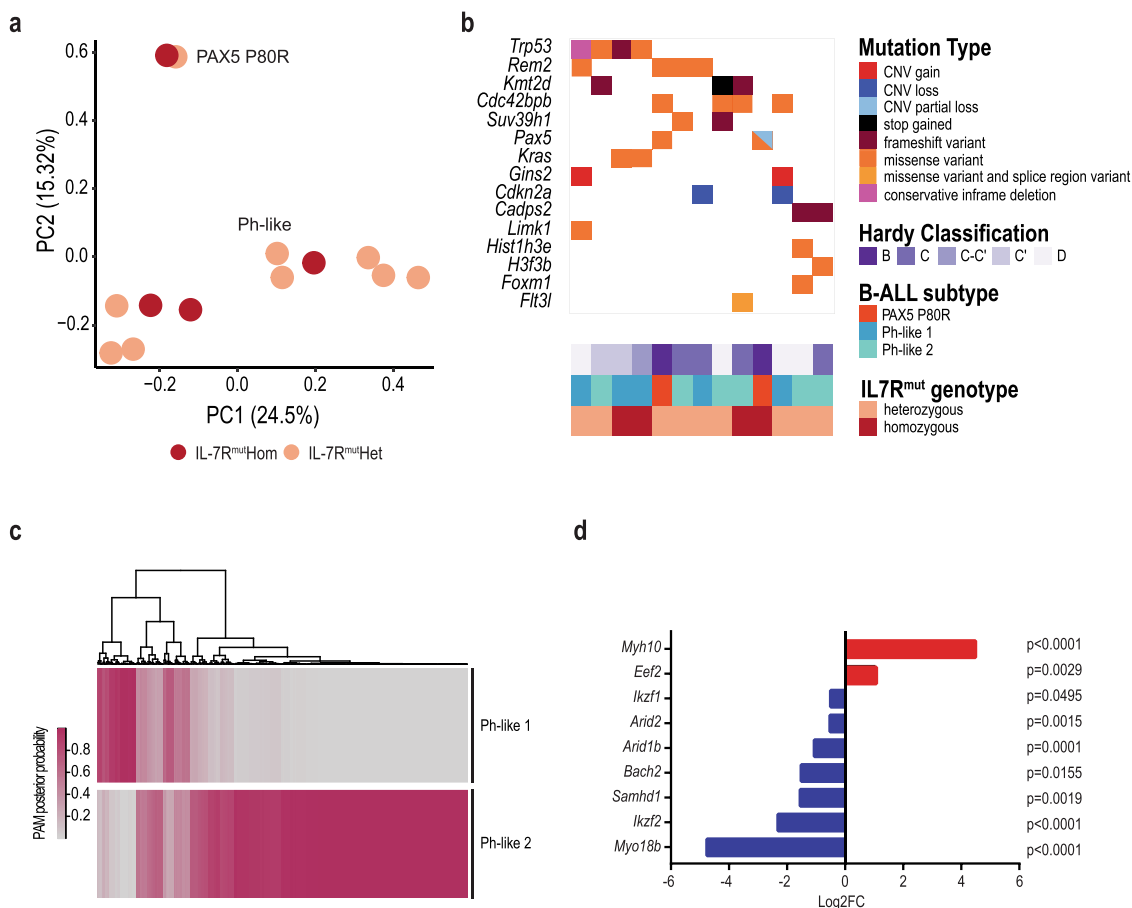 a
0.6
0.4
0.2
0.0
−0.2
PC2 (15.32%)
PAX5 P80R
Ph-like
−0.2
0.0
0.2
0.4
PC1 (24.5%)
IL-7RmutHom
IL-7RmutHet
b
Trp53
Rem2
Kmt2d
Cdc42bpb
Suv39h1
Pax5
Kras
Gins2
Cdkn2a
Cadps2
Limk1
Hist1h3e
H3f3b
Foxm1
Flt3l
Mutation Type
CNV gain
CNV loss
CNV partial loss
stop gained
frameshift variant
missense variant
missense variant and splice region variant
conservative inframe deletion
Hardy Classification
B C C-C' C' D
B-ALL subtype
PAX5 P80R
Ph-like 1
Ph-like 2
IL7Rmut genotype
heterozygous
homozygous
c
PAM posterior probability
0.8
0.6
0.4
0.2
Ph-like 1
Ph-like 2
d
Myh10 p<0.0001
Eef2 p=0.0029
Ikzf1 p=0.0495
Arid2 p=0.0015
Arid1b p=0.0001
Bach2 p=0.0155
Samhd1 p=0.0019
Ikzf2 p<0.0001
Myo18b p<0.0001
-6 -4 -2 0 2 4 6
Log2FC